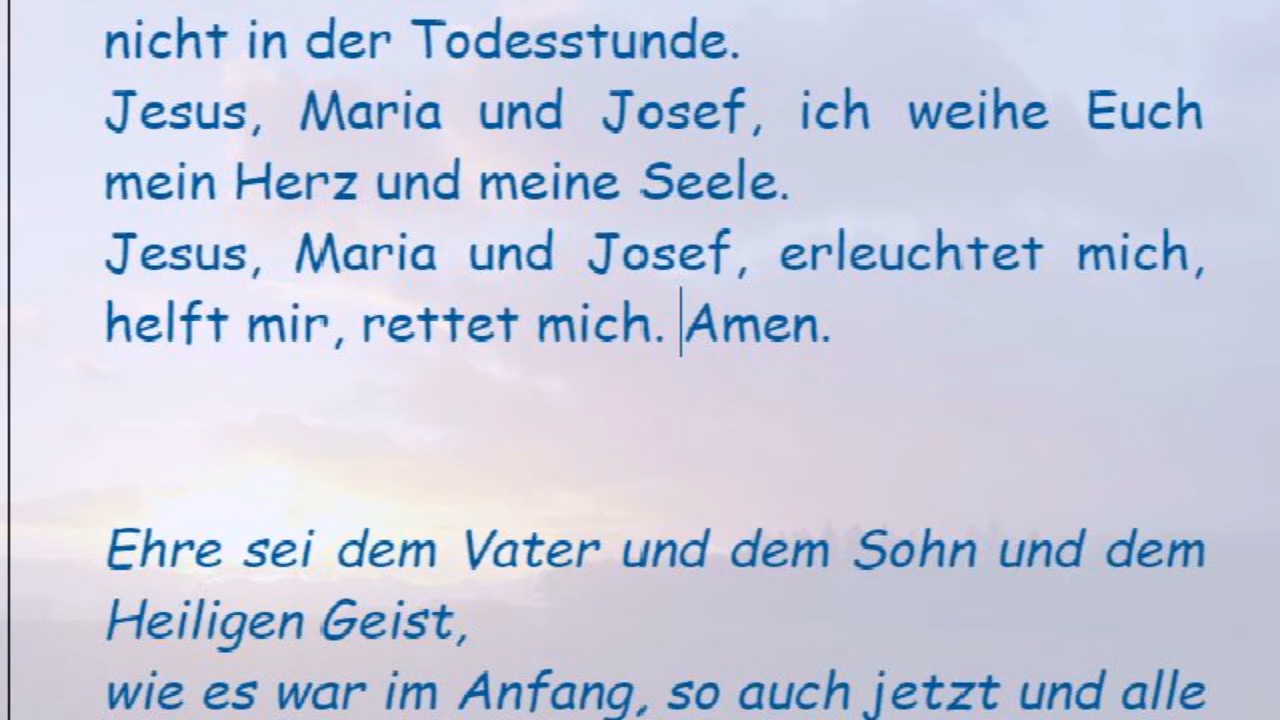 nicht in der Todesstunde.
Jesus, Maria und Josef, ich weihe Euch
mein Herz und meine Seele.
Jesus, Maria und Josef, erleuchtet mich,
helft mir, rettet mich. Amen.
Ehre sei dem Vater und dem Sohn und dem
Heiligen Geist,
wie es war im Anfang, so auch jetzt und alle